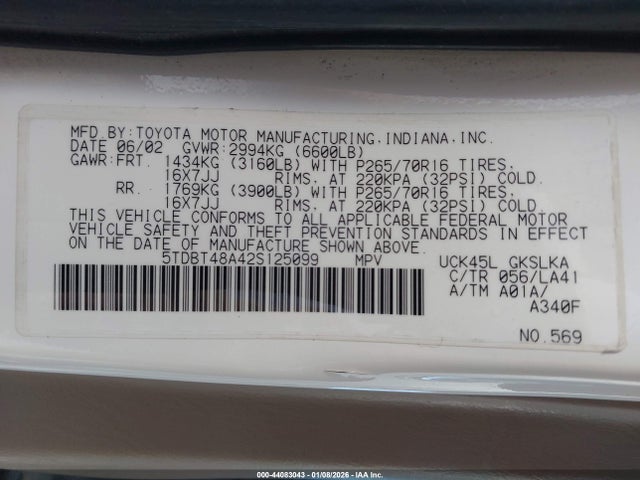 MFD.BY:TOYOTA MOTOR MANUFACTURING,INDIANA,INC.
DATE 06/02 GVWR:2994KG (6600LB)
GAWR:FRT. 1434KG (3160LB) WITH P265/70R16 TIRES,
16X7JJ RIMS, AT 220KPA (32PSI) COLD.
RR. 1769KG (3900LB) WITH P265/70R16 TIRES,
16X7JJ RIMS, AT 220KPA (32PSI) COLD.
THIS VEHICLE CONFORMS TO ALL APPLICABLE FEDERAL MOTOR
VEHICLE SAFETY AND THEFT PREVENTION STANDARDS IN EFFECT
ON THE DATE OF MANUFACTURE SHOWN ABOVE.
5TDBT48A42S125099 MPV UCK45L GKSLKA
C/TR 056/LA41
A/TM A01A/
A340F
NO.569
000-44083043 - 01/08/2026 - IAA Inc.